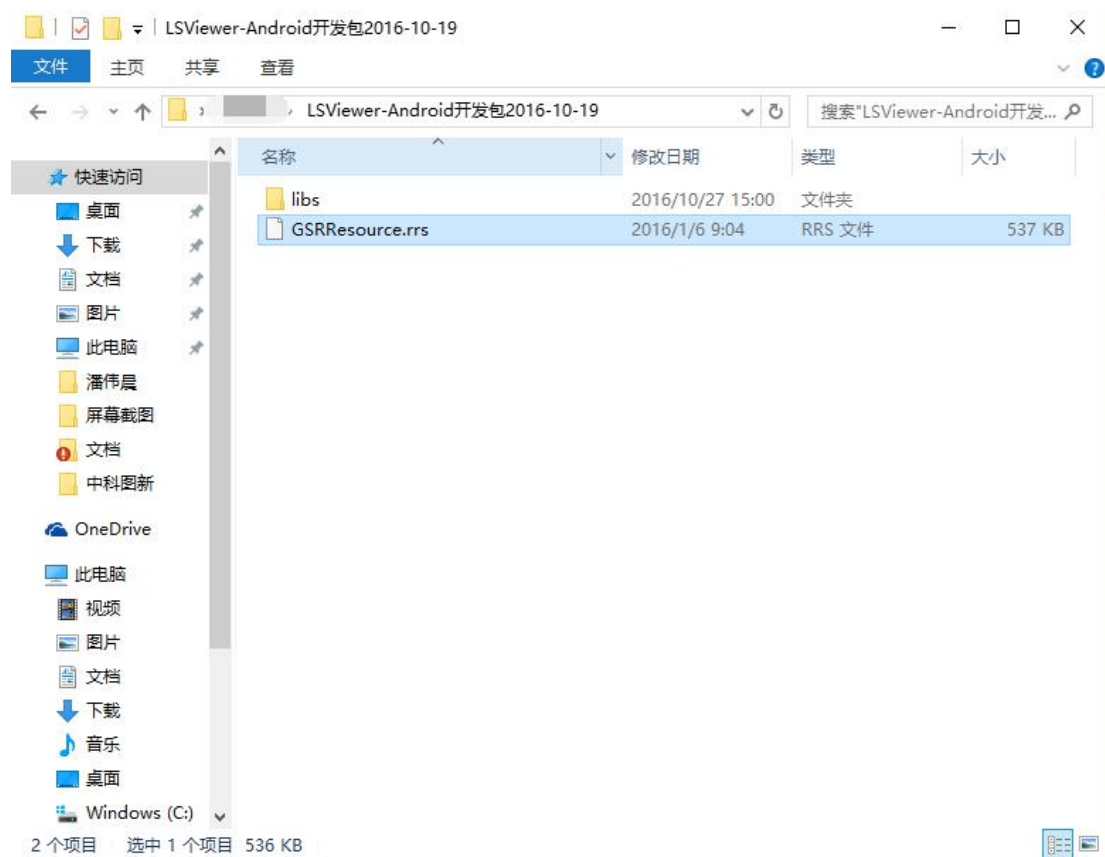 LSViewer-Android开发包2016-10-19
文件 主页 共享 查看
LSViewer-Android开发包2016-10-19 搜索"LSViewer-Android开发...
名称 修改日期 类型 大小
libs 2016/10/27 15:00 文件夹
GSRResource.rrs 2016/1/6 9:04 RRS 文件 537 KB
快速访问
桌面
下载
文档
图片
此电脑
潘伟晨
屏幕截图
文档
中科图新
OneDrive
此电脑
视频
图片
文档
下载
音乐
桌面
Windows (C:)
2 个项目 选中 1 个项目 536 KB